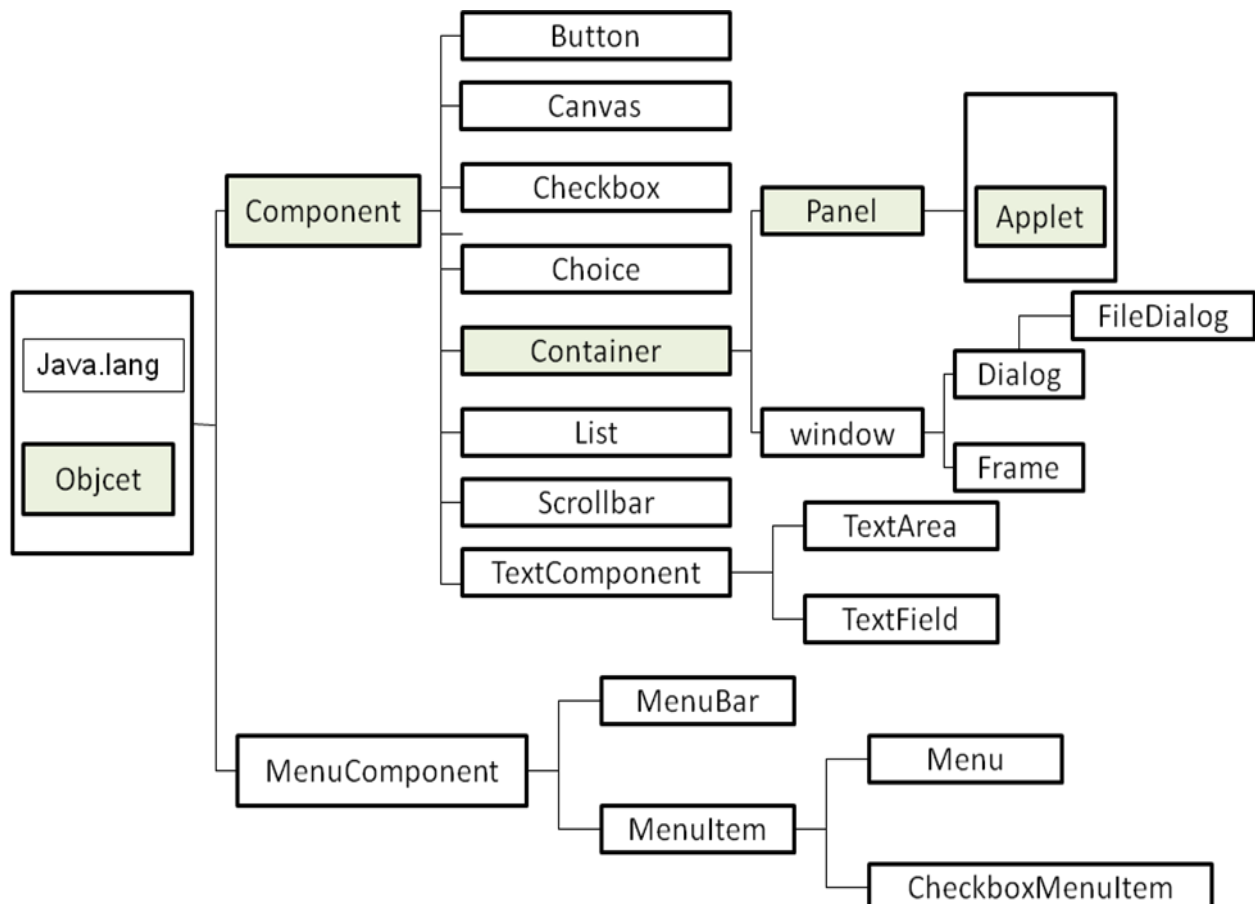 Button
Canvas
Checkbox
Component
Panel
Applet
Choice
FileDialog
Container
Java.lang
Dialog
List
window
Objcet
Frame
Scrollbar
TextArea
TextComponent
TextField
MenuBar
MenuComponent
Menu
MenuItem
CheckboxMenuItem